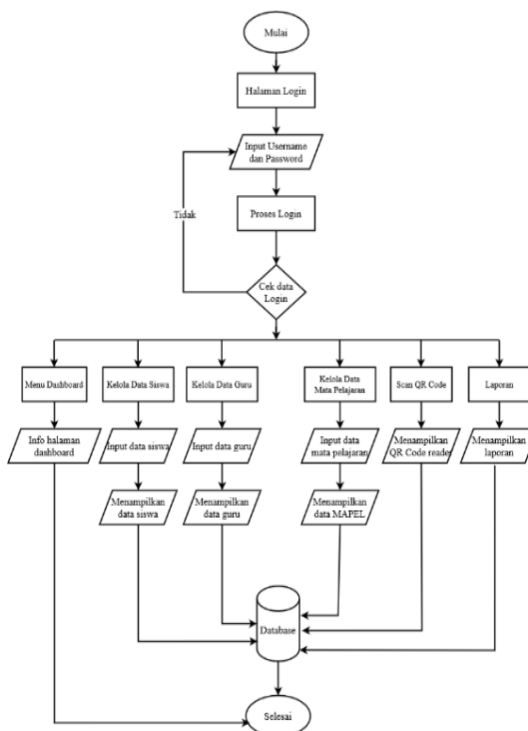 Mulai
Halaman Login
Input Username
dan Password
Tidak
Proses Login
Cek data
Login
Menu Dashboard
Kelola Data Siswa
Kelola Data Guru
Kelola Data
Mata Pelajaran
Scan QR Code
Laporan
Info halaman
dashboard
Input data siswa
Input data guru
Input data
mata pelajaran
Menampilkan
QR Code reader
Menampilkan
laporan
Menampilkan
data siswa
Menampilkan
data guru
Menampilkan
data MAPEL
Database
Selesai